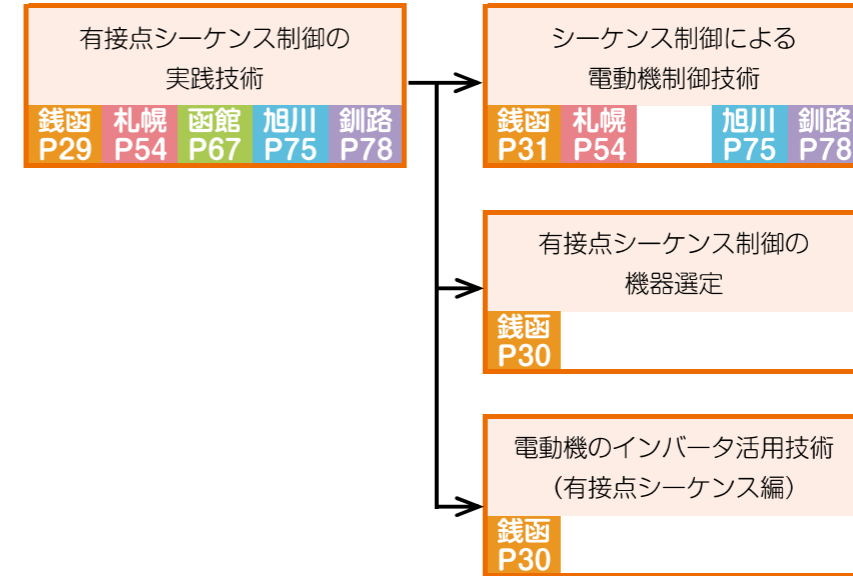 有接点シーケンス制御の
実践技術
銭函 札幌 函館 旭川 釧路
P29 P54 P67 P75 P78
シーケンス制御による
電動機制御技術
銭函 札幌 旭川 釧路
P31 P54 P75 P78
有接点シーケンス制御の
機器選定
銭函
P30
電動機のインバータ活用技術
（有接点シーケンス編）
銭函
P30